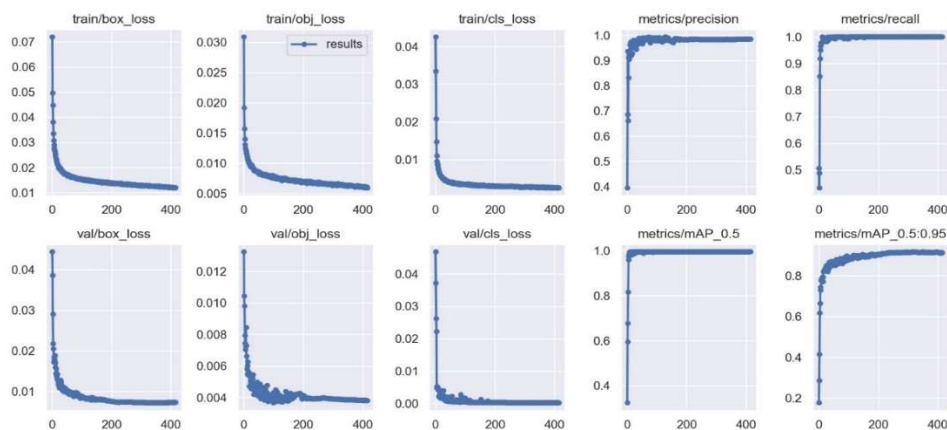 train/box_loss
0.07
0.06
0.05
0.04
0.03
0.02
0.01
0 200 400
train/obj_loss
results
0.030
0.025
0.020
0.015
0.010
0.005
0 200 400
train/cls_loss
0.04
0.03
0.02
0.01
0 200 400
metrics/precision
1.0
0.9
0.8
0.7
0.6
0.5
0.4
0 200 400
metrics/recall
1.0
0.9
0.8
0.7
0.6
0.5
0 200 400
val/box_loss
0.04
0.03
0.02
0.01
0 200 400
val/obj_loss
0.012
0.010
0.008
0.006
0.004
0 200 400
val/cls_loss
0.04
0.03
0.02
0.01
0.00
0 200 400
metrics/mAP_0.5
1.0
0.8
0.6
0.4
0 200 400
metrics/mAP_0.5:0.95
0.8
0.6
0.4
0.2
0 200 400